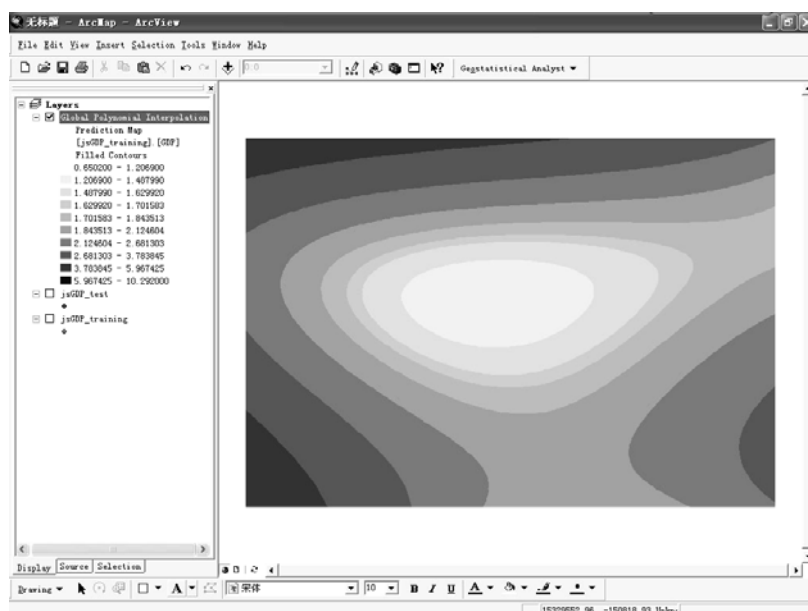 无标题 - ArcMap - ArcView
File Edit View Insert Selection Tools Window Help
0.0
Geostatistical Analyst
Layers
Global Polynomial Interpolation
Prediction Map
[jsGDP_training].[GDP]
Filled Contours
0.650200 - 1.206900
1.206900 - 1.487990
1.487990 - 1.629920
1.629920 - 1.701583
1.701583 - 1.843513
1.843513 - 2.124604
2.124604 - 2.681303
2.681303 - 3.783845
3.783845 - 5.967425
5.967425 - 10.292000
jsGDP_test
jsGDP_training
Display Source Selection
Drawing
A
宋体
10
B I U A